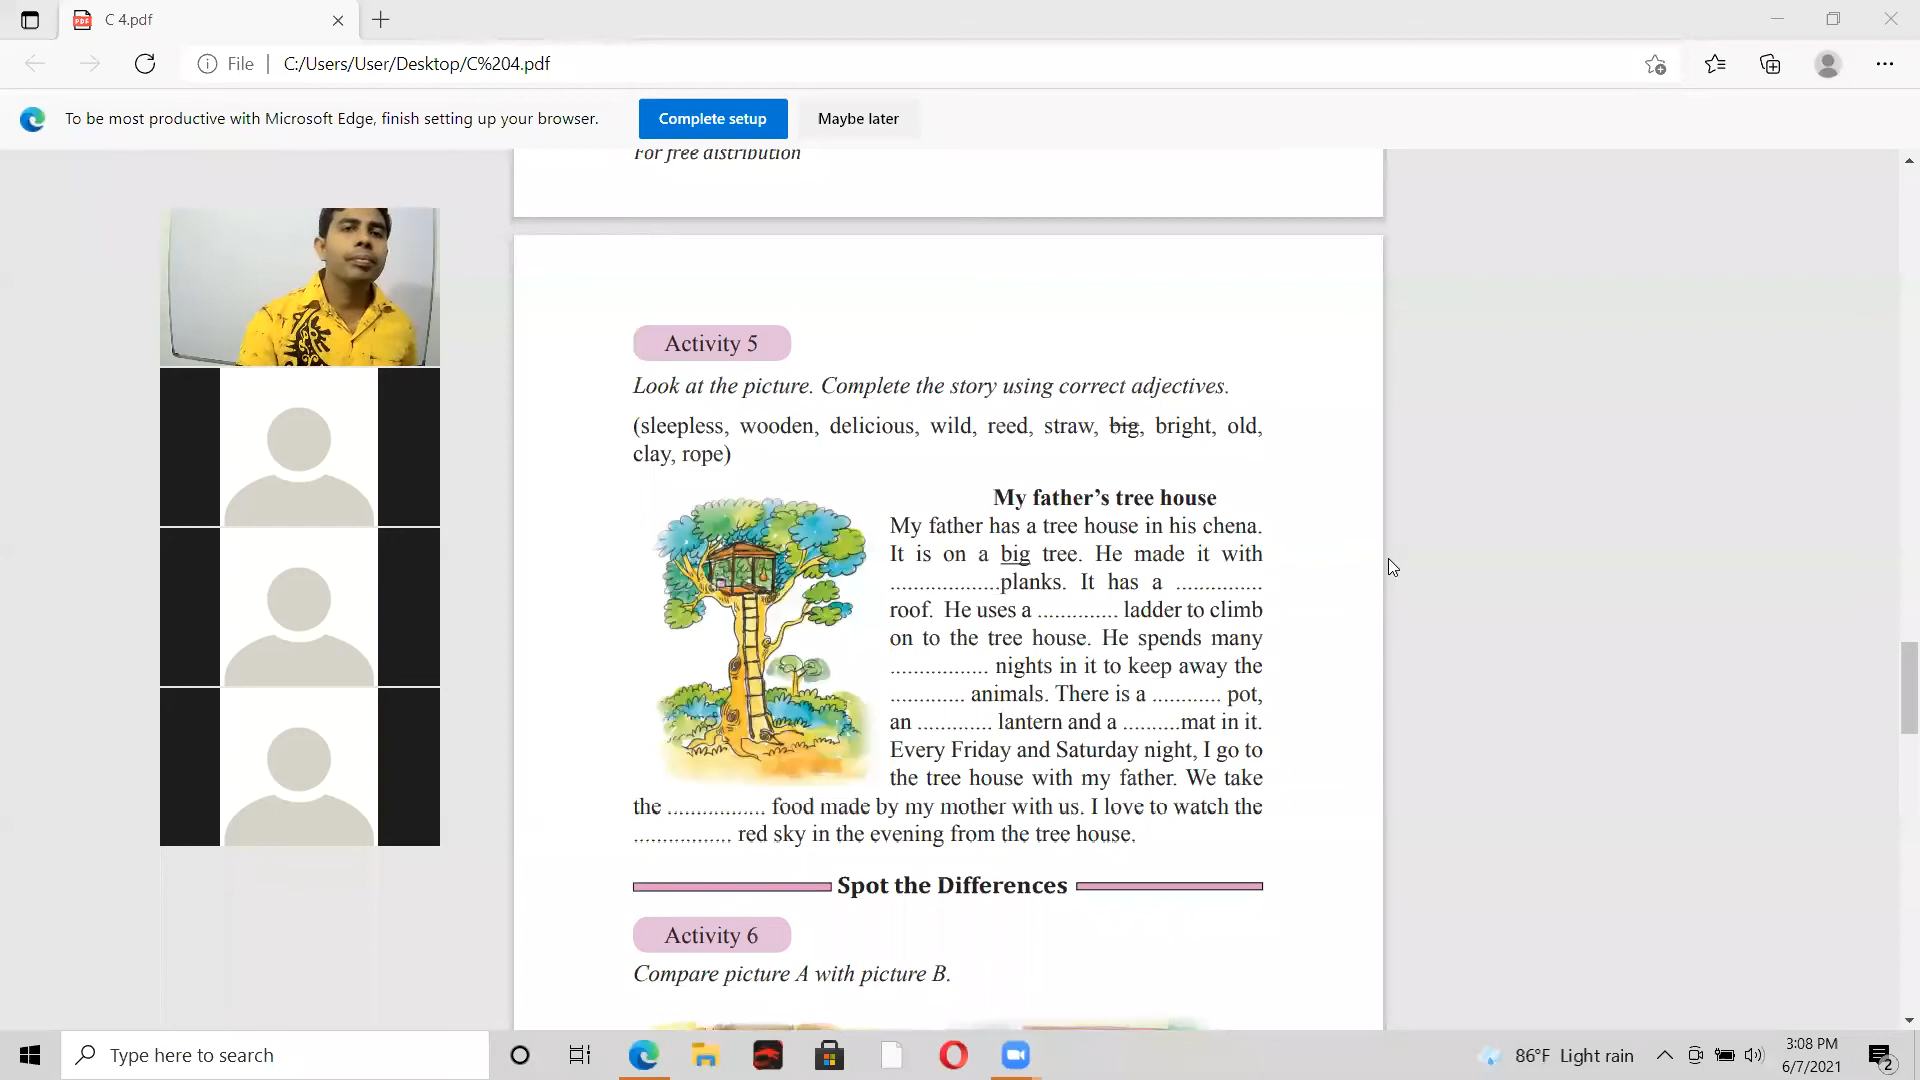 C 4.pdf
File
C:/Users/User/Desktop/C%204.pdf
To be most productive with Microsoft Edge, finish setting up your browser.
Complete setup
Maybe later
For free distribution
Activity 5
Look at the picture. Complete the story using correct adjectives.
(sleepless, wooden, delicious, wild, reed, straw, big, bright, old,
clay, rope)
My father’s tree house
My father has a tree house in his chena.
It is on a big tree. He made it with
...................planks. It has a ...............
roof. He uses a .............. ladder to climb
on to the tree house. He spends many
................. nights in it to keep away the
............. animals. There is a ............ pot,
an ............. lantern and a ..........mat in it.
Every Friday and Saturday night, I go to
the tree house with my father. We take
the ................. food made by my mother with us. I love to watch the
................. red sky in the evening from the tree house.
Spot the Differences
Activity 6
Compare picture A with picture B.
Type here to search
86°F Light rain
3:08 PM
6/7/2021
2